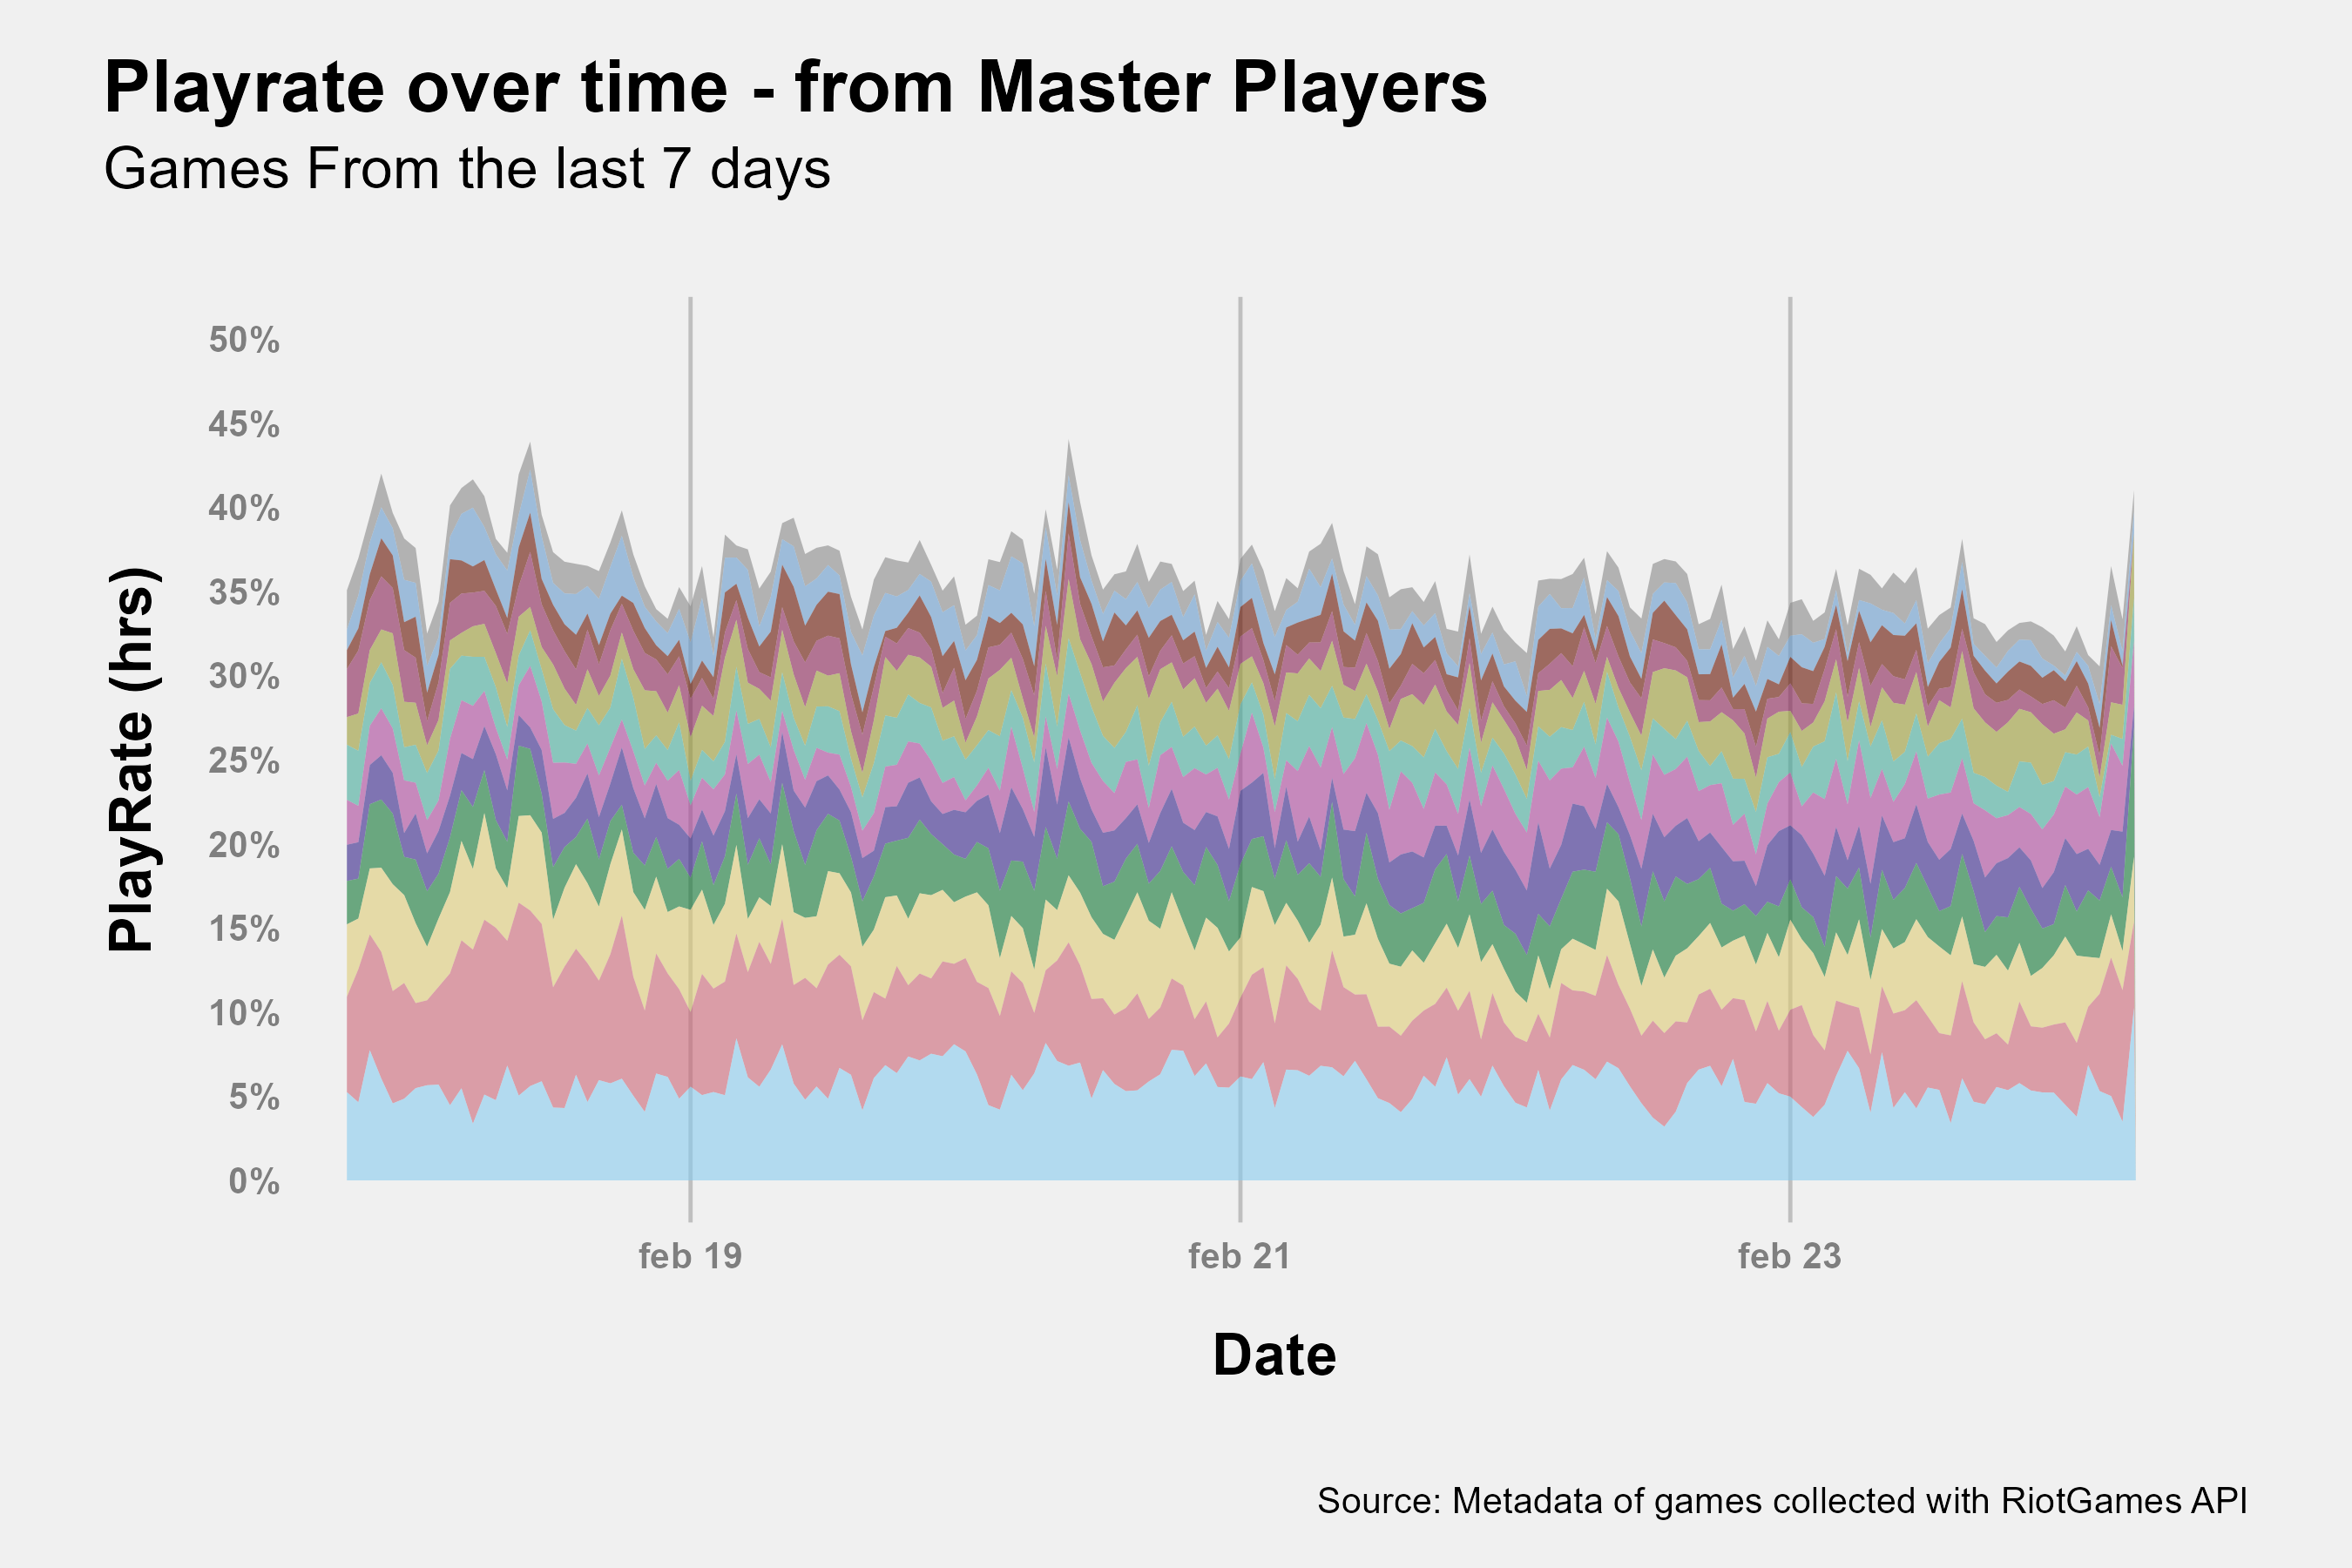 Playrate over time - from Master Players
Games From the last 7 days
PlayRate (hrs)
50%
45%
40%
35%
30%
25%
20%
15%
10%
5%
0%
feb 19
feb 21
feb 23
Date
Source: Metadata of games collected with RiotGames API